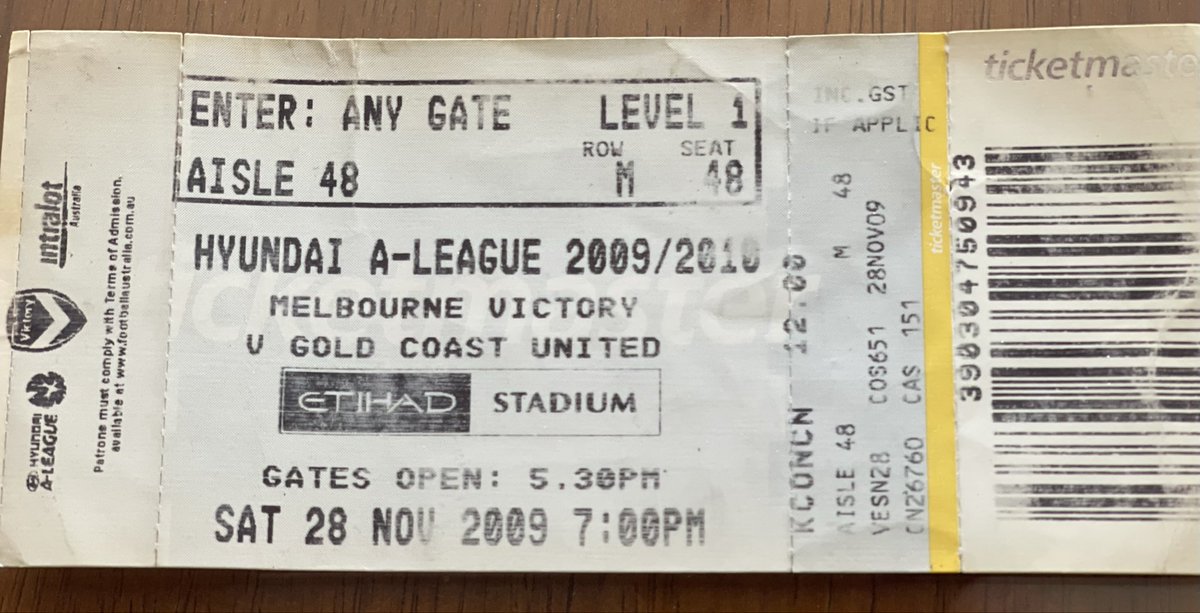 intralot
Australia
HYUNDAI
A-LEAGUE
Patrons must comply with Terms of Admission,
available at www.footballaustralia.com.au
ENTER: ANY GATE LEVEL 1
ROW SEAT
AISLE 48 M 48
HYUNDAI A-LEAGUE 2009/2010
MELBOURNE VICTORY
V GOLD COAST UNITED
ETIHAD STADIUM
GATES OPEN: 5.30PM
SAT 28 NOV 2009 7:00PM
INC.GST
IF APPLIC
KCONCN 12.00
AISLE 48 M 48
VESN28 COS651 28NOV09
CN26760 CAS 151
ticketmaster
3903304750943
ticketmaster